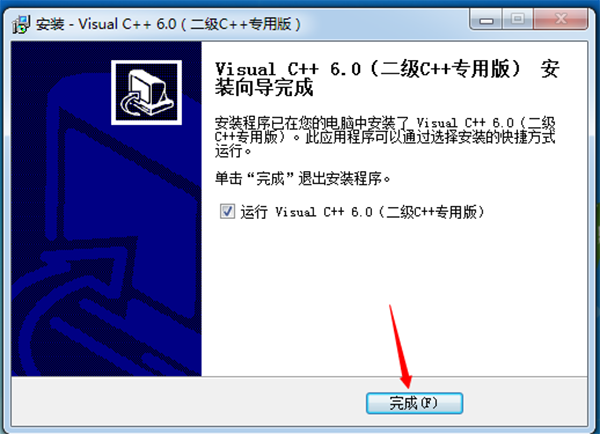 安装 - Visual C++ 6.0（二级C++专用版）
Visual C++ 6.0（二级C++专用版） 安
装向导完成
安装程序已在您的电脑中安装了 Visual C++ 6.0（二级
C++专用版）。此应用程序可以通过选择安装的快捷方式
运行。
单击“完成”退出安装程序。
运行 Visual C++ 6.0（二级C++专用版）
完成(F)